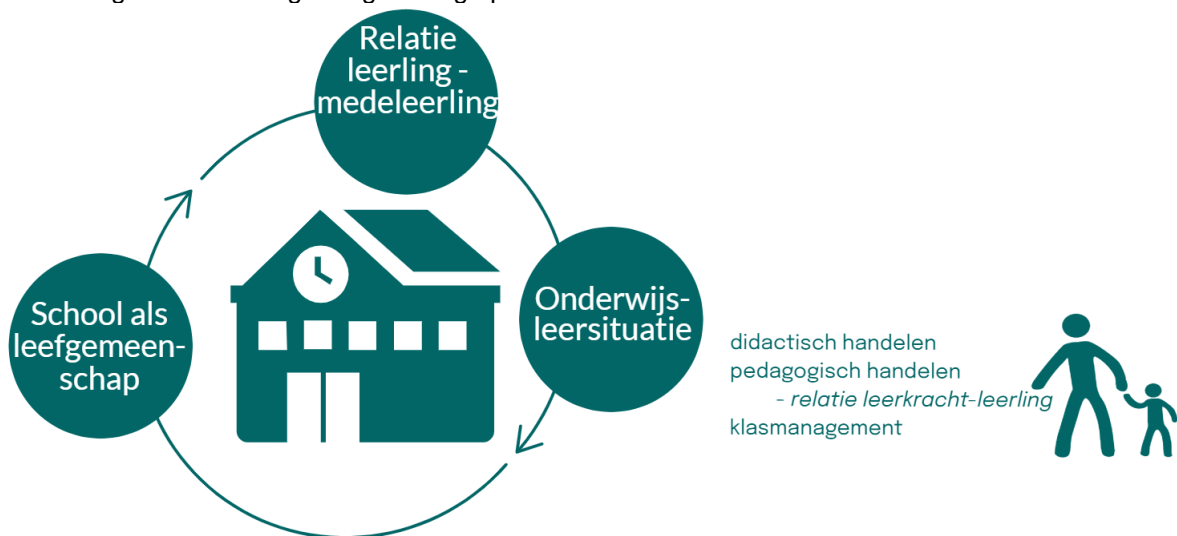 Relatie
leerling -
medeleerling
School als
leefgemeen-
schap
Onderwijs-
leersituatie
didactisch handelen
pedagogisch handelen
- relatie leerkracht-leerling
klasmanagement